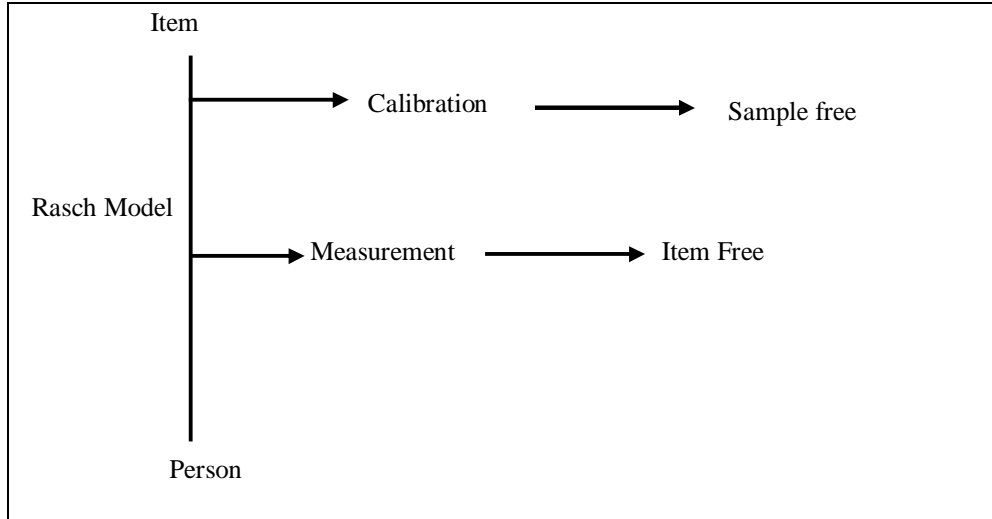 Item
Calibration
Sample free
Rasch Model
Measurement
Item Free
Person